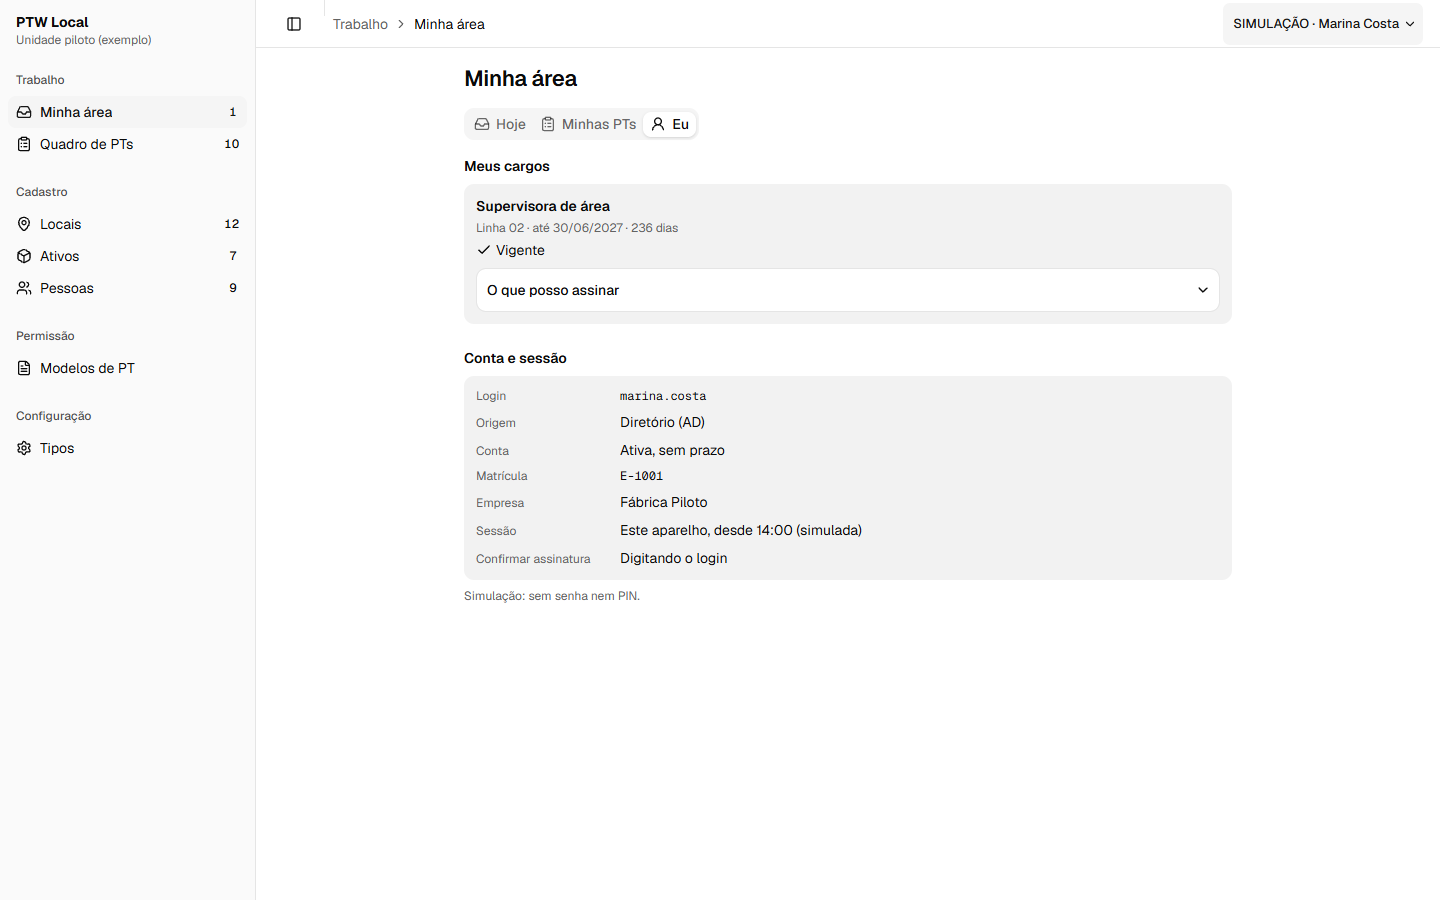 PTW Local
Unidade piloto (exemplo)
Trabalho
Minha área 1
Quadro de PTs 10
Cadastro
Locais 12
Ativos 7
Pessoas 9
Permissão
Modelos de PT
Configuração
Tipos
Trabalho > Minha área
SIMULAÇÃO · Marina Costa
Minha área
Hoje Minhas PTs Eu
Meus cargos
Supervisora de área
Linha 02 · até 30/06/2027 · 236 dias
Vigente
O que posso assinar
Conta e sessão
Login marina.costa
Origem Diretório (AD)
Conta Ativa, sem prazo
Matrícula E-1001
Empresa Fábrica Piloto
Sessão Este aparelho, desde 14:00 (simulada)
Confirmar assinatura Digitando o login
Simulação: sem senha nem PIN.